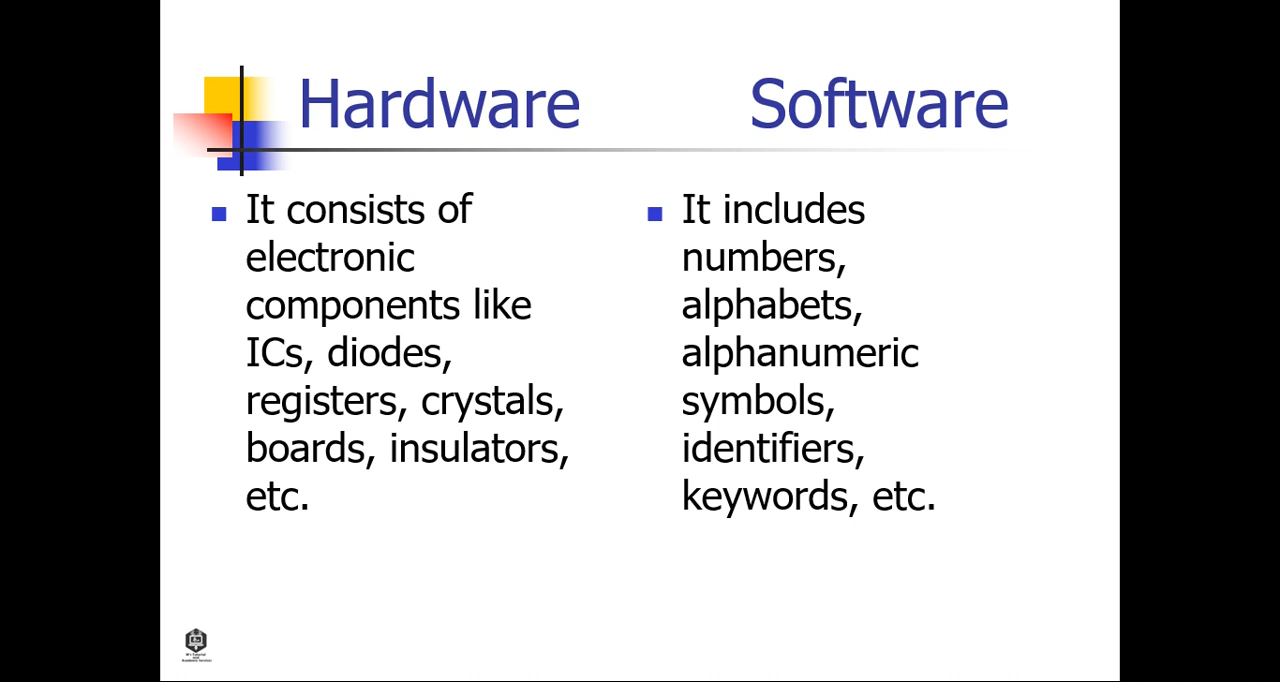 Hardware Software
It consists of
electronic
components like
ICs, diodes,
registers, crystals,
boards, insulators,
etc.
It includes
numbers,
alphabets,
alphanumeric
symbols,
identifiers,
keywords, etc.